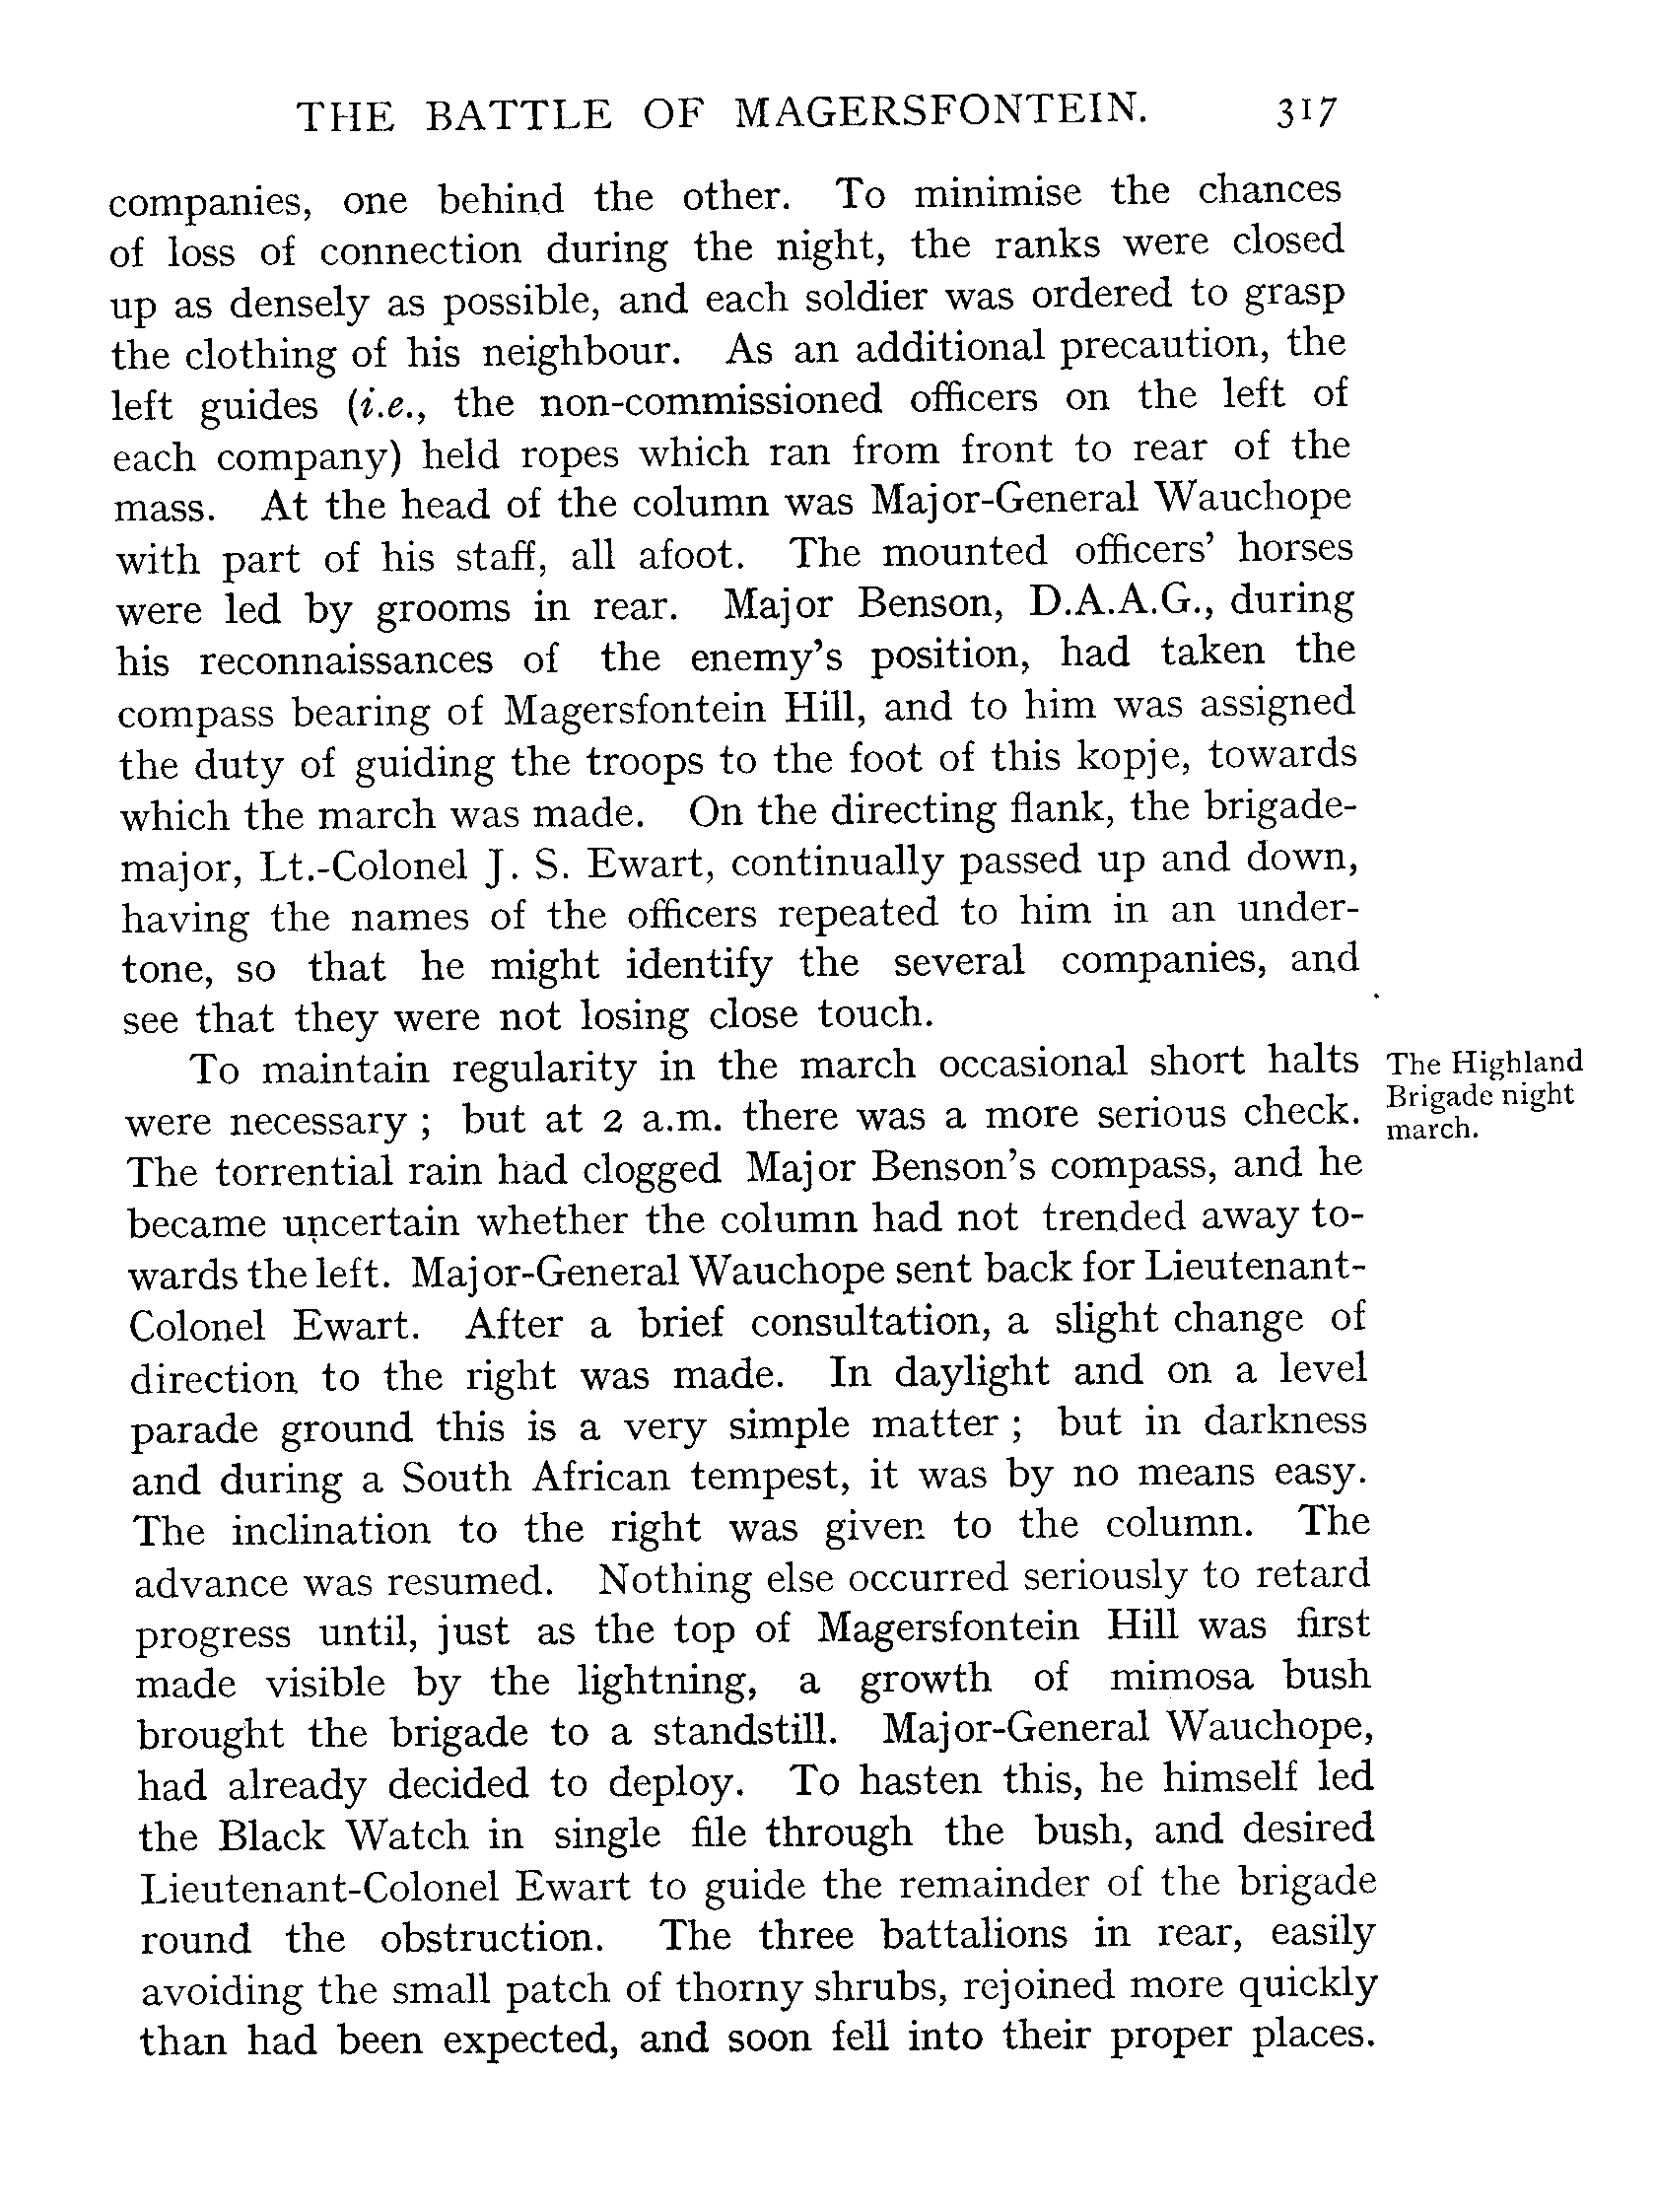 THE BATTLE OF MAGERSFONTEIN. 317
companies, one behind the other. To minimise the chances
of loss of connection during the night, the ranks were closed
up as densely as possible, and each soldier was ordered to grasp
the clothing of his neighbour. As an additional precaution, the
left guides (i.e., the non-commissioned officers on the left of
each company) held ropes which ran from front to rear of the
mass. At the head of the column was Major-General Wauchope
with part of his staff, all afoot. The mounted officers' horses
were led by grooms in rear. Major Benson, D.A.A.G., during
his reconnaissances of the enemy's position, had taken the
compass bearing of Magersfontein Hill, and to him was assigned
the duty of guiding the troops to the foot of this kopje, towards
which the march was made. On the directing flank, the brigade-
major, Lt.-Colonel J. S. Ewart, continually passed up and down,
having the names of the officers repeated to him in an under-
tone, so that he might identify the several companies, and
see that they were not losing close touch.
To maintain regularity in the march occasional short halts
were necessary; but at 2 a.m. there was a more serious check.
The torrential rain had clogged Major Benson's compass, and he
became uncertain whether the column had not trended away to-
wards the left. Major-General Wauchope sent back for Lieutenant-
Colonel Ewart. After a brief consultation, a slight change of
direction to the right was made. In daylight and on a level
parade ground this is a very simple matter; but in darkness
and during a South African tempest, it was by no means easy.
The inclination to the right was given to the column. The
advance was resumed. Nothing else occurred seriously to retard
progress until, just as the top of Magersfontein Hill was first
made visible by the lightning, a growth of mimosa bush
brought the brigade to a standstill. Major-General Wauchope,
had already decided to deploy. To hasten this, he himself led
the Black Watch in single file through the bush, and desired
Lieutenant-Colonel Ewart to guide the remainder of the brigade
round the obstruction. The three battalions in rear, easily
avoiding the small patch of thorny shrubs, rejoined more quickly
than had been expected, and soon fell into their proper places.
The Highland
Brigade night
march.